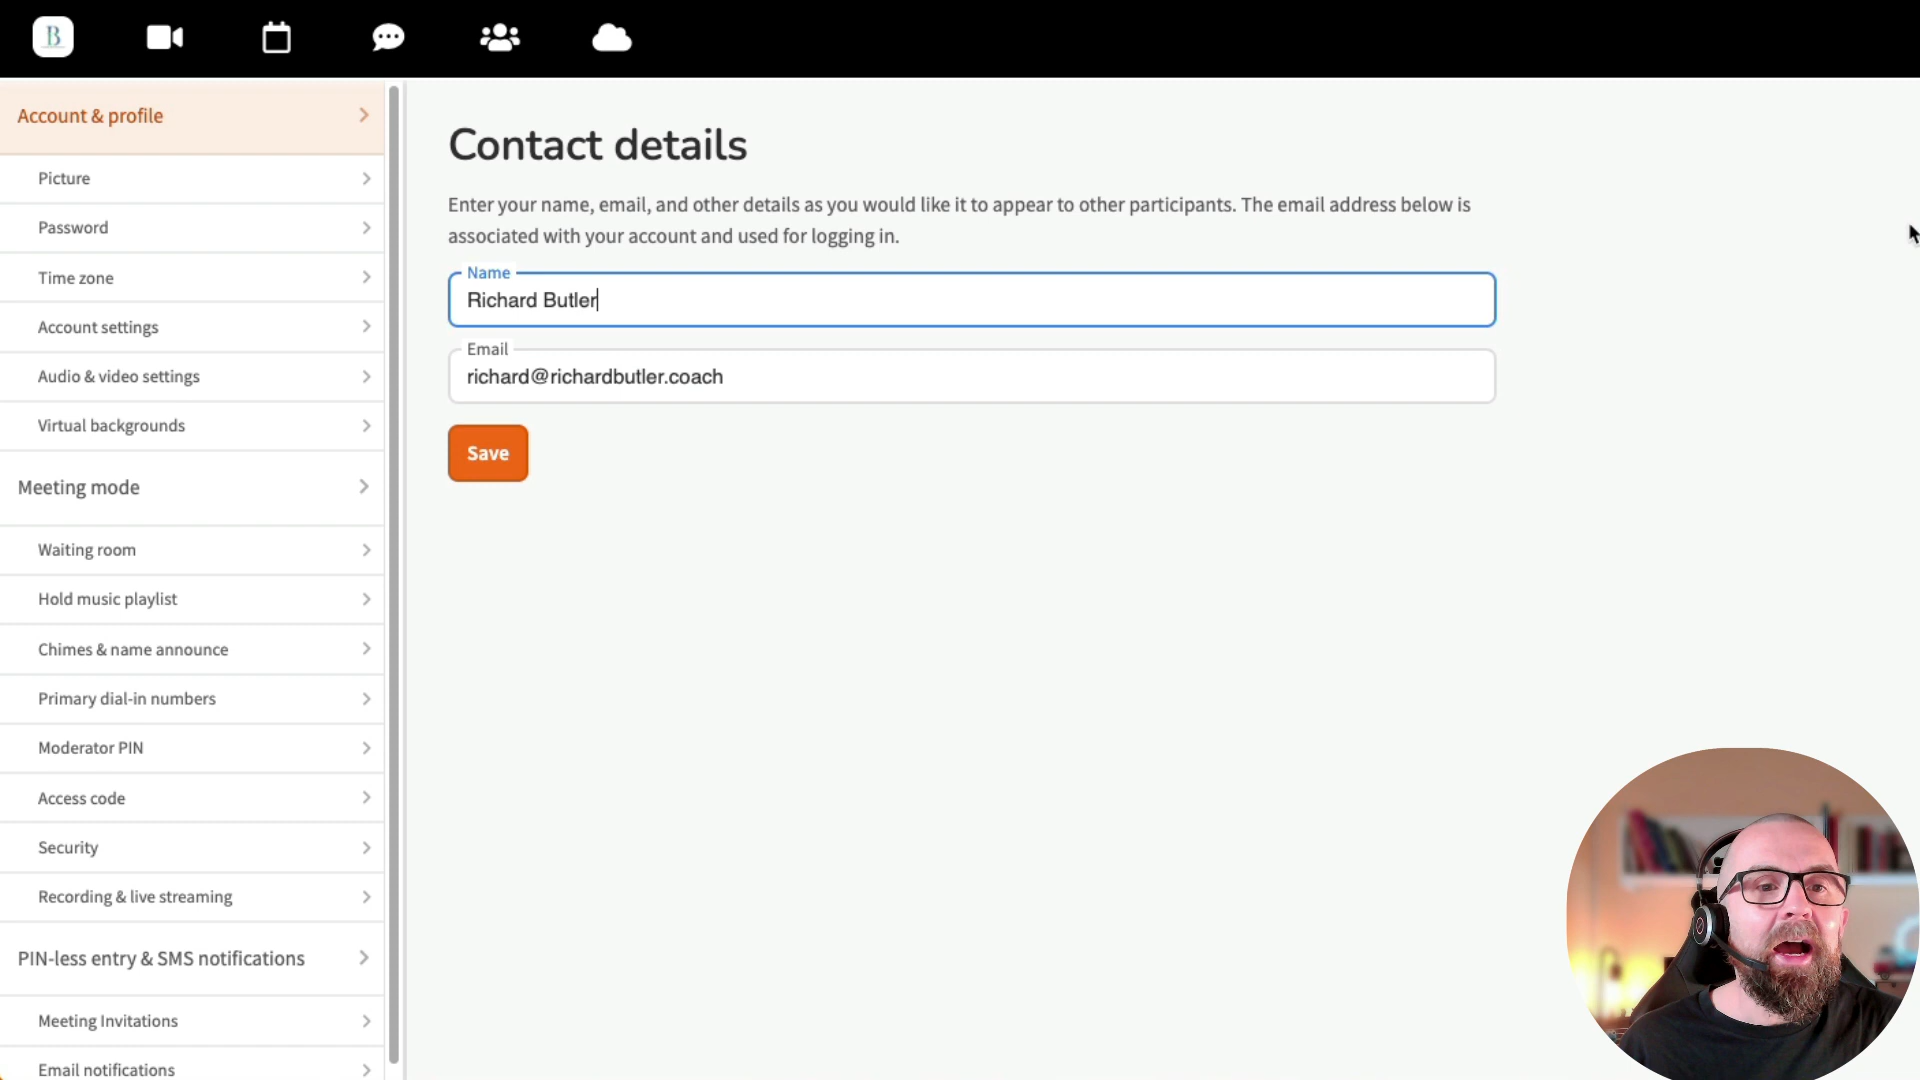 B
Account & profile
Picture
Password
Time zone
Account settings
Audio & video settings
Virtual backgrounds
Meeting mode
Waiting room
Hold music playlist
Chimes & name announce
Primary dial-in numbers
Moderator PIN
Access code
Security
Recording & live streaming
PIN-less entry & SMS notifications
Meeting Invitations
Email notifications
Contact details
Enter your name, email, and other details as you would like it to appear to other participants. The email address below is
associated with your account and used for logging in.
Name
Richard Butler
Email
richard@richardbutler.coach
Save